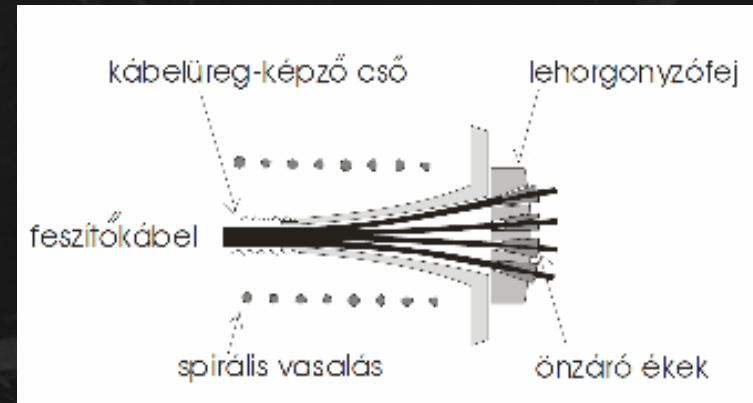 kábelüreg-képző cső
lehorgonyzófej
feszítőkábel
spirális vasalás
önzáró ékek